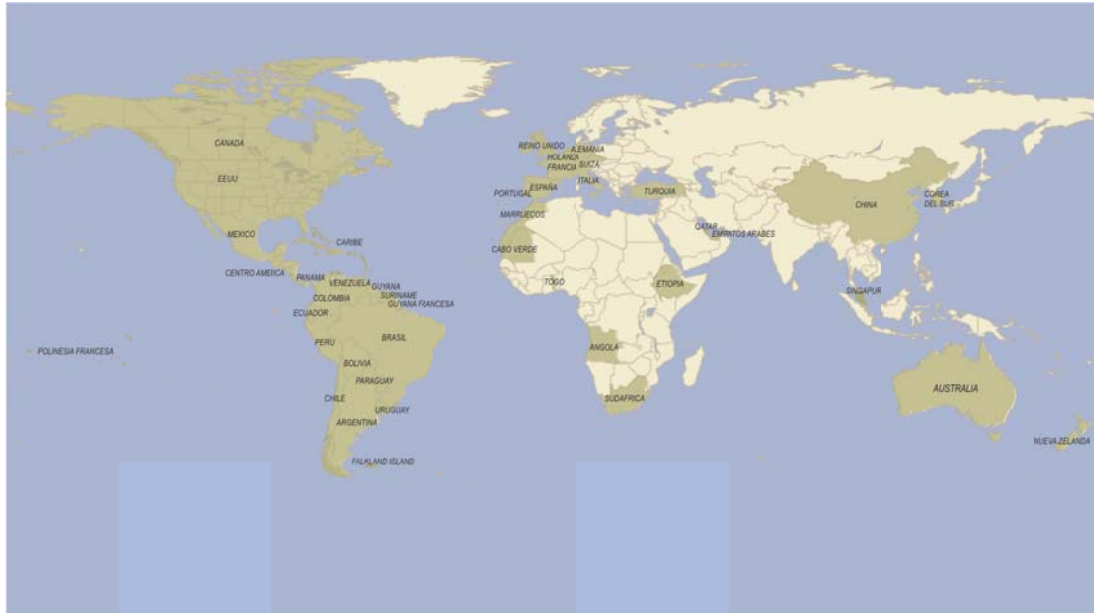 CANADA
EEUU
MEXICO
CARIBE
CENTRO AMEICA
PANAMA
VENEZUELA
GUYANA
SURINAME
GUYANA FRANCESA
COLOMBIA
ECUADOR
PERU
BRASIL
BOLIVIA
PARAGUAY
CHILE
URUGUAY
ARGENTINA
FALKLAND ISLAND
POLINESIA FRANCESA
REINO UNIDO
ALEMANIA
HOLANDA
FRANCIA
SUIZA
ITALIA
PORTUGAL
ESPAÑA
TURQUIA
MARRUECOS
CABO VERDE
TOGO
ETIOPIA
ANGOLA
SUDAFRICA
QATAR
EMIPATOS ARABES
CHINA
COREA
DEL SUR
SINGAPUR
AUSTRALIA
NUEVA ZELANDA